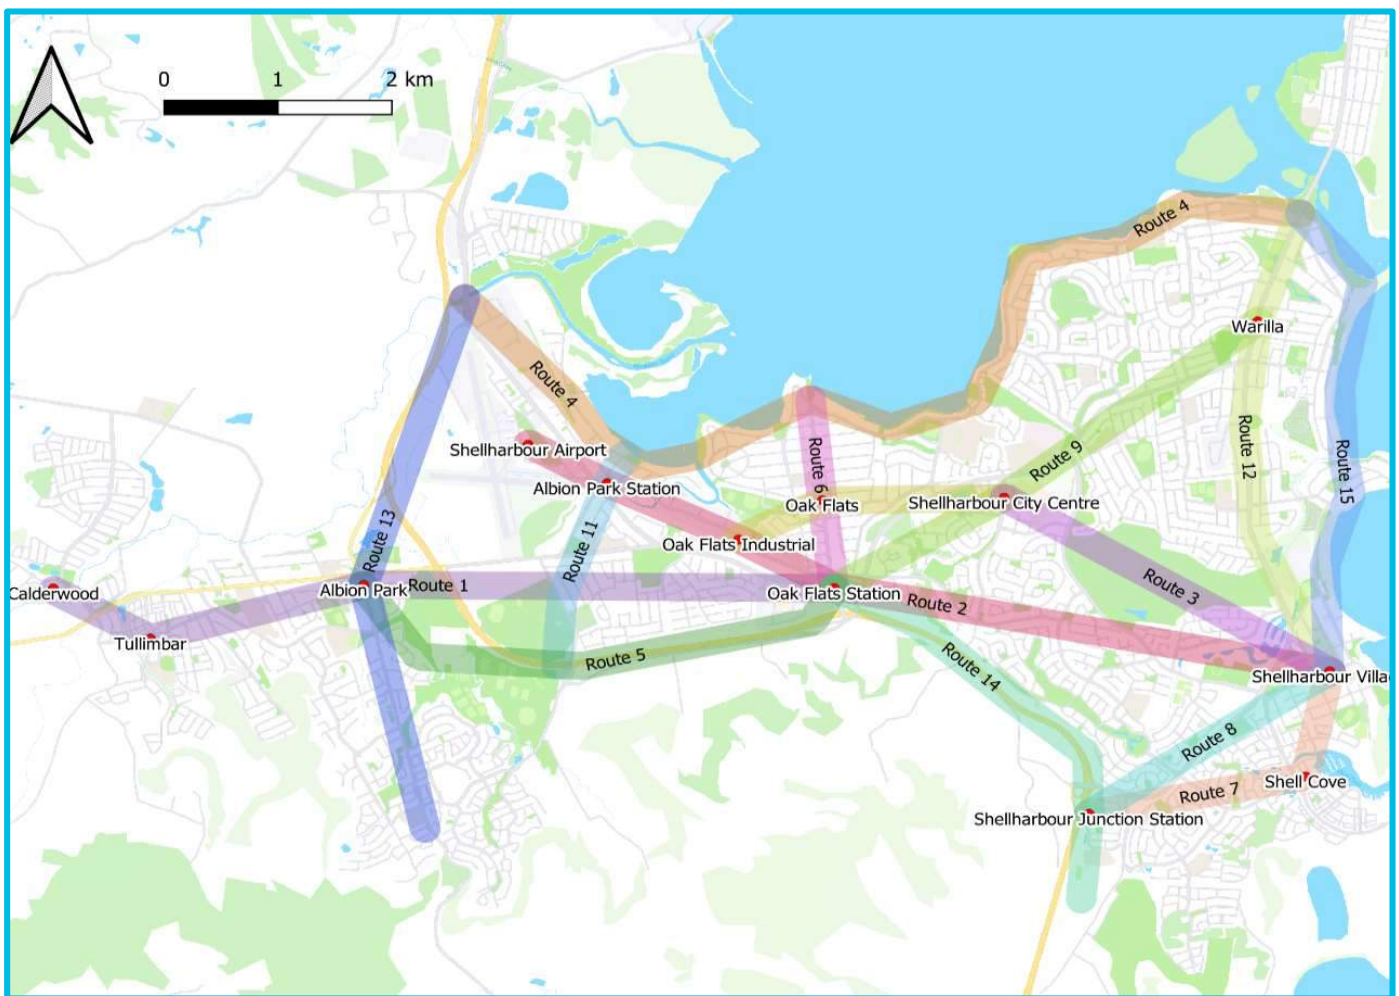 0 1 2 km
Route 4
Warilla
Route 4
Route 9
Route 12
Route 15
Shellharbour Airport
Route 6
Albion Park Station
Oak Flats
Shellharbour City Centre
Route 13
Route 11
Oak Flats Industrial
Calderwood
Albion Park
Route 1
Oak Flats Station
Route 2
Route 3
Tullimbar
Route 5
Route 14
Shellharbour Villa
Route 8
Route 7
Shell Cove
Shellharbour Junction Station